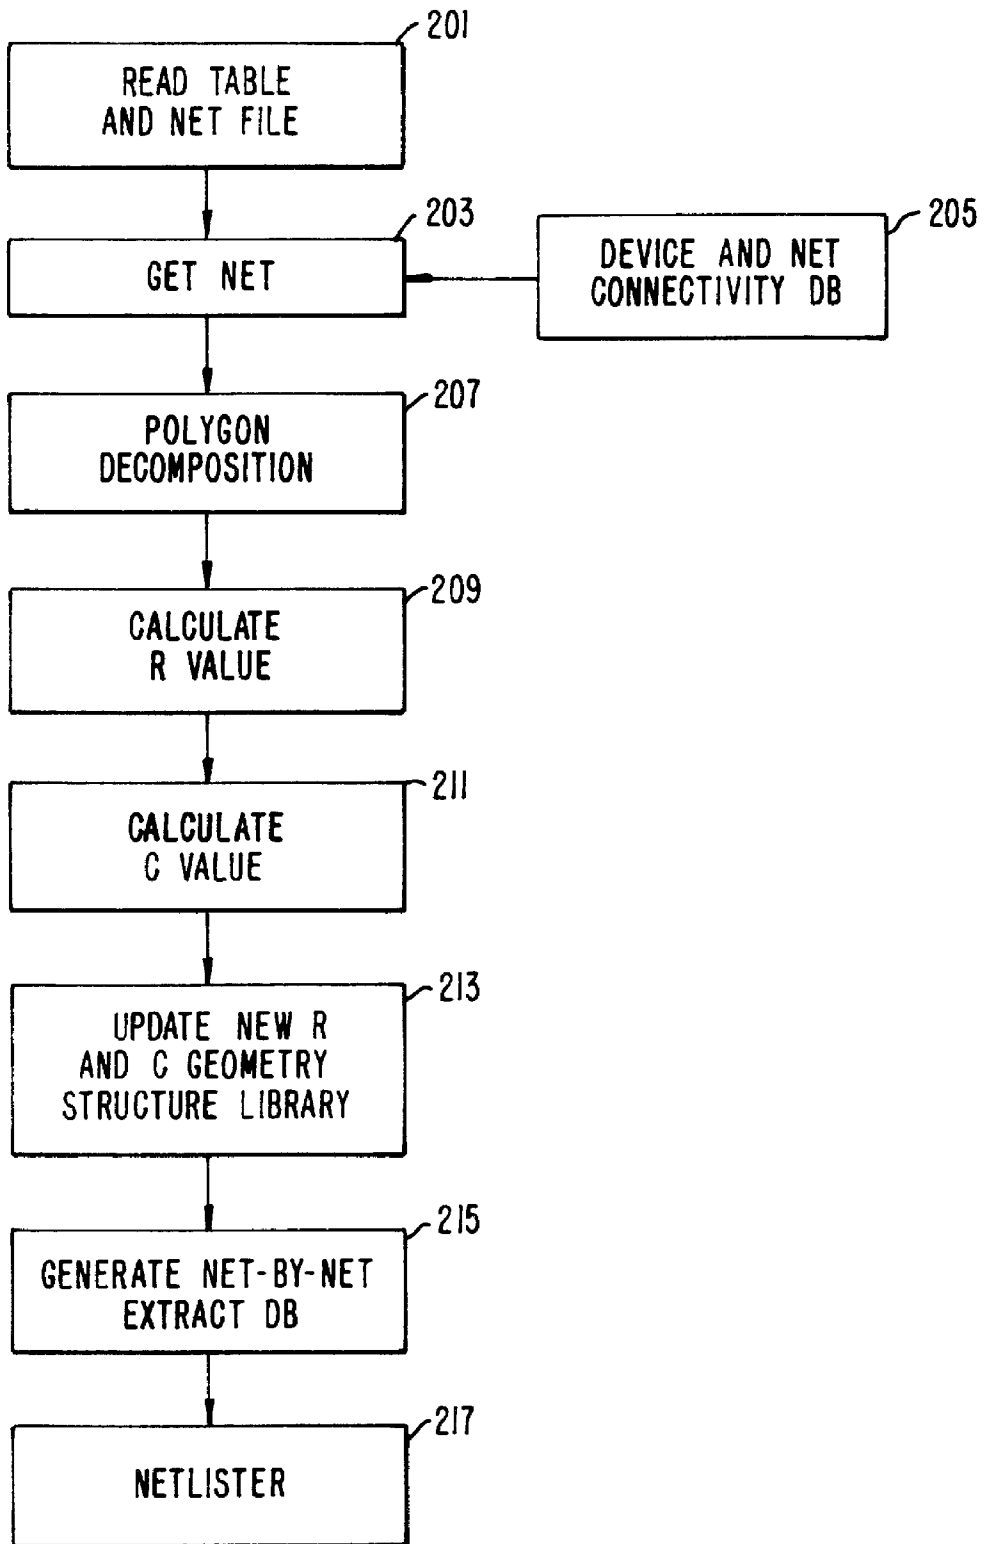 201
READ TABLE
AND NET FILE
203
GET NET
205
DEVICE AND NET
CONNECTIVITY DB
207
POLYGON
DECOMPOSITION
209
CALCULATE
R VALUE
211
CALCULATE
C VALUE
213
UPDATE NEW R
AND C GEOMETRY
STRUCTURE LIBRARY
215
GENERATE NET-BY-NET
EXTRACT DB
217
NETLISTER